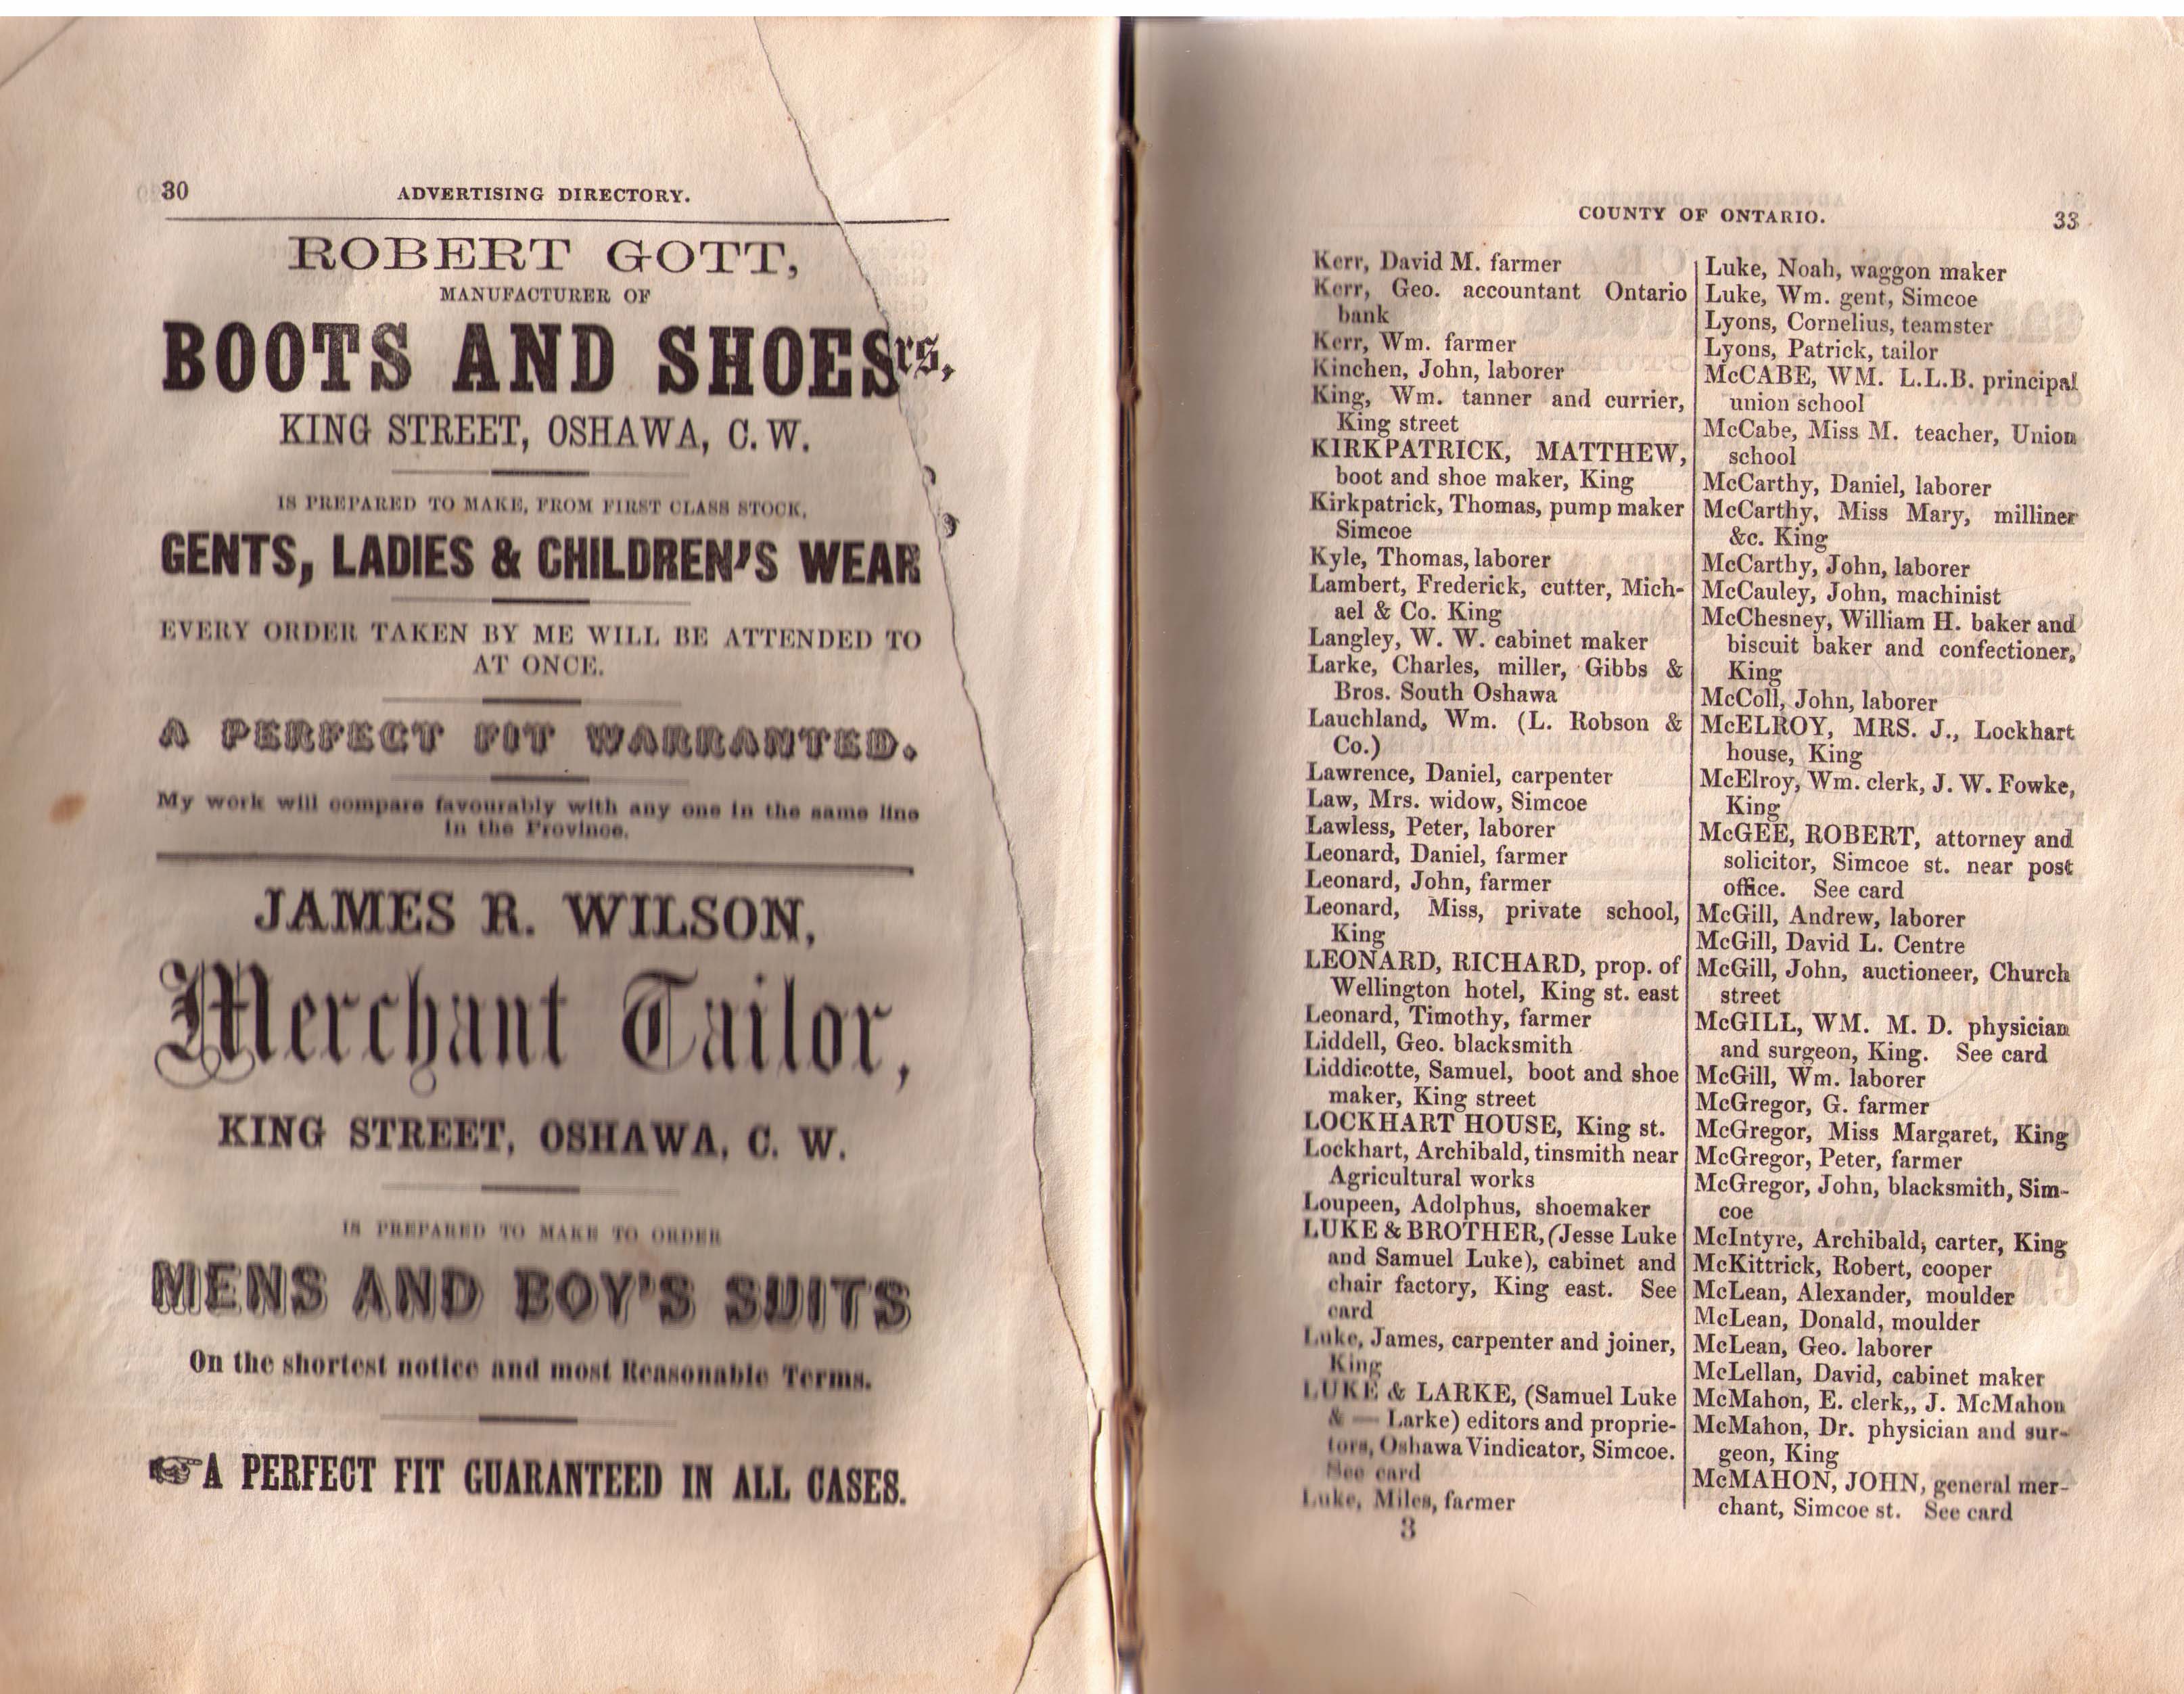 30
ADVERTISING DIRECTORY.
ROBERT GOTT,
MANUFACTURER OF
BOOTS AND SHOES
rs,
KING STREET, OSHAWA, C. W.
IS PREPARED TO MAKE, FROM FIRST CLASS STOCK,
GENTS, LADIES & CHILDREN'S WEAR
EVERY ORDER TAKEN BY ME WILL BE ATTENDED TO
AT ONCE.
A PERFECT FIT WARRANTED.
My work will compare favourably with any one in the same line
in the Province.
JAMES R. WILSON,
Merchant Tailor,
KING STREET, OSHAWA, C. W.
IS PREPARED TO MAKE TO ORDER
MENS AND BOY'S SUITS
On the shortest notice and most Reasonable Terms.
☞A PERFECT FIT GUARANTEED IN ALL CASES.
COUNTY OF ONTARIO.
33
Kerr, David M. farmer
Kerr, Geo. accountant Ontario
bank
Kerr, Wm. farmer
Kinchen, John, laborer
King, Wm. tanner and currier,
King street
KIRKPATRICK, MATTHEW,
boot and shoe maker, King
Kirkpatrick, Thomas, pump maker
Simcoe
Kyle, Thomas, laborer
Lambert, Frederick, cutter, Mich-
ael & Co. King
Langley, W. W. cabinet maker
Larke, Charles, miller, Gibbs &
Bros. South Oshawa
Lauchland, Wm. (L. Robson &
Co.)
Lawrence, Daniel, carpenter
Law, Mrs. widow, Simcoe
Lawless, Peter, laborer
Leonard, Daniel, farmer
Leonard, John, farmer
Leonard, Miss, private school,
King
LEONARD, RICHARD, prop. of
Wellington hotel, King st. east
Leonard, Timothy, farmer
Liddell, Geo. blacksmith
Liddicotte, Samuel, boot and shoe
maker, King street
LOCKHART HOUSE, King st.
Lockhart, Archibald, tinsmith near
Agricultural works
Loupeen, Adolphus, shoemaker
LUKE & BROTHER, (Jesse Luke
and Samuel Luke), cabinet and
chair factory, King east. See
card
Luke, James, carpenter and joiner,
King
LUKE & LARKE, (Samuel Luke
& — Larke) editors and proprie-
tors, Oshawa Vindicator, Simcoe.
See card
Luke, Miles, farmer
3
Luke, Noah, waggon maker
Luke, Wm. gent, Simcoe
Lyons, Cornelius, teamster
Lyons, Patrick, tailor
McCABE, WM. L.L.B. principal
union school
McCabe, Miss M. teacher, Union
school
McCarthy, Daniel, laborer
McCarthy, Miss Mary, milliner
&c. King
McCarthy, John, laborer
McCauley, John, machinist
McChesney, William H. baker and
biscuit baker and confectioner,
King
McColl, John, laborer
McELROY, MRS. J., Lockhart
house, King
McElroy, Wm. clerk, J. W. Fowke,
King
McGEE, ROBERT, attorney and
solicitor, Simcoe st. near post
office. See card
McGill, Andrew, laborer
McGill, David L. Centre
McGill, John, auctioneer, Church
street
McGILL, WM. M. D. physician
and surgeon, King. See card
McGill, Wm. laborer
McGregor, G. farmer
McGregor, Miss Margaret, King
McGregor, Peter, farmer
McGregor, John, blacksmith, Sim-
coe
McIntyre, Archibald, carter, King
McKittrick, Robert, cooper
McLean, Alexander, moulder
McLean, Donald, moulder
McLean, Geo. laborer
McLellan, David, cabinet maker
McMahon, E. clerk,, J. McMahon
McMahon, Dr. physician and sur-
geon, King
McMAHON, JOHN, general mer-
chant, Simcoe st. See card